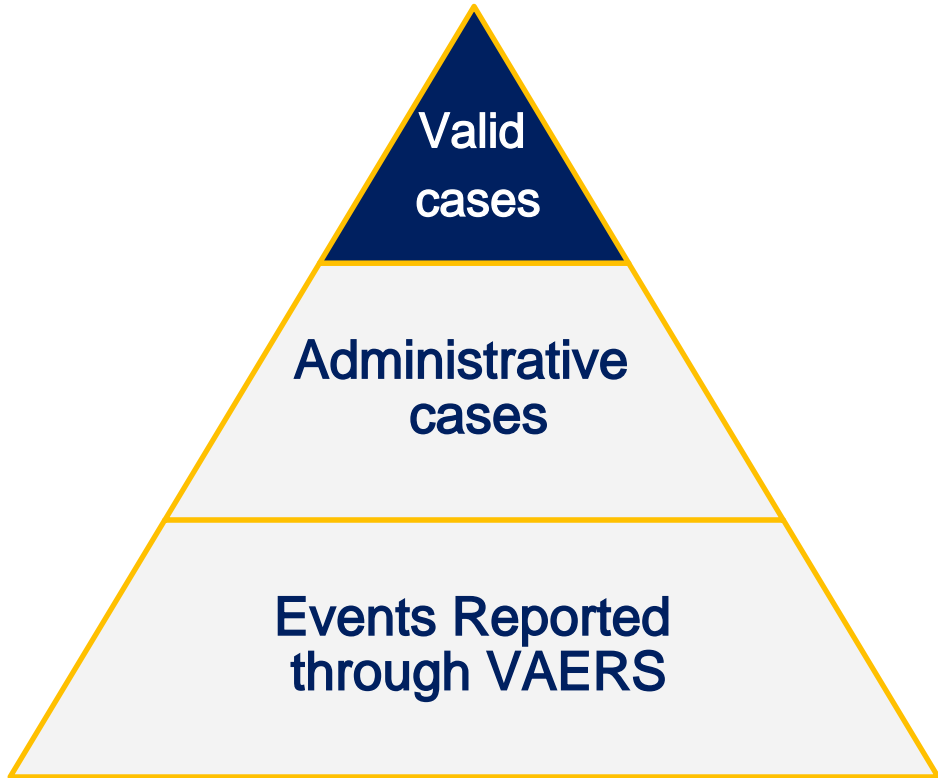 Valid
cases
Administrative
cases
Events Reported
through VAERS